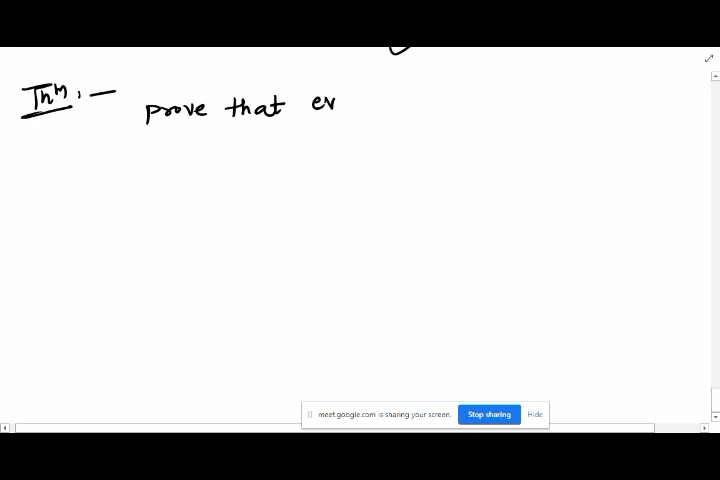 Thm :- prove that ev
meet.google.com is sharing your screen. Stop sharing Hide